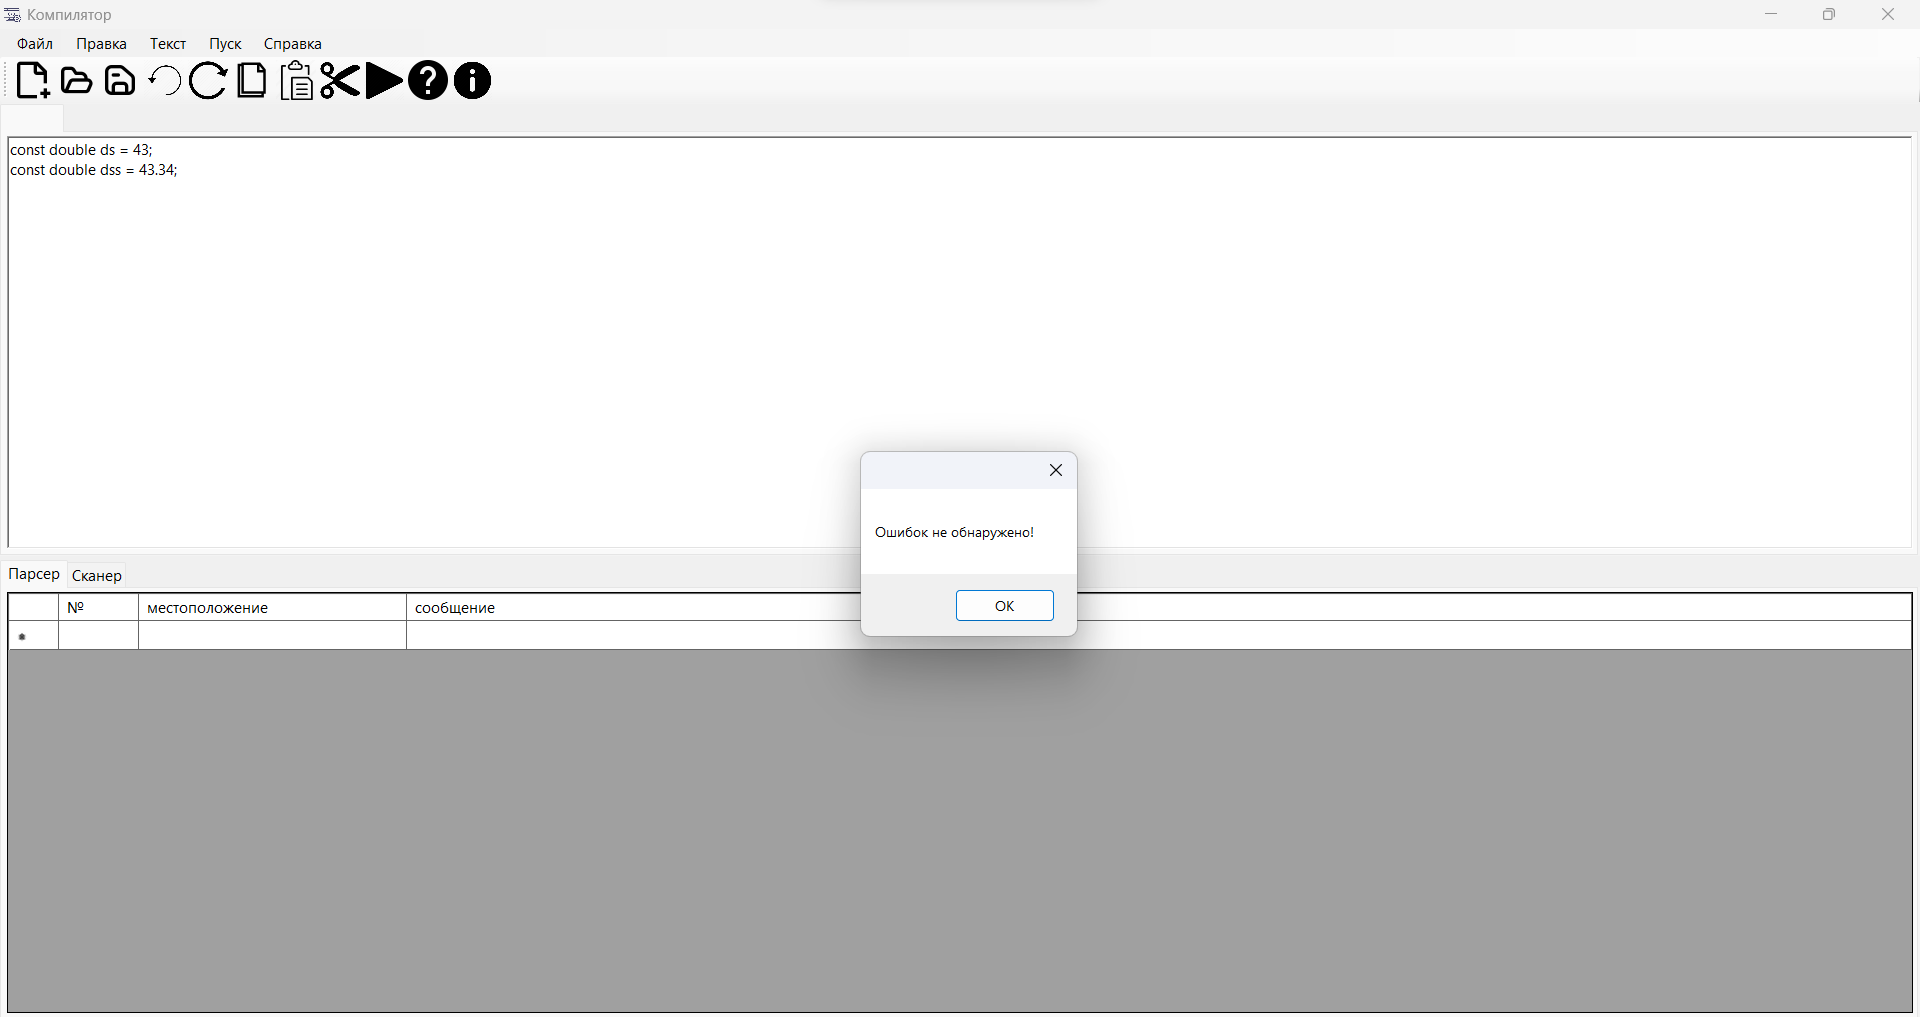 Компилятор
Файл Правка Текст Пуск Справка
const double ds = 43;
const double dss = 43.34;
Ошибок не обнаружено!
OK
Парсер Сканер
№ местоположение сообщение